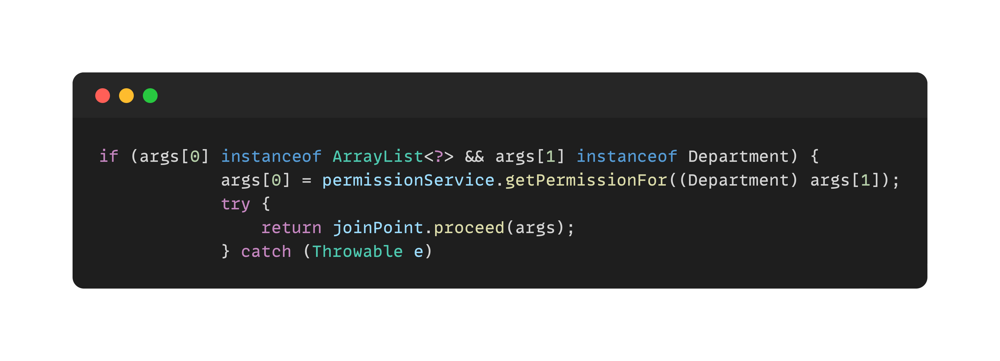 if (args[0] instanceof ArrayList<?> && args[1] instanceof Department) {
            args[0] = permissionService.getPermissionFor((Department) args[1]);
            try {
                return joinPoint.proceed(args);
            } catch (Throwable e)